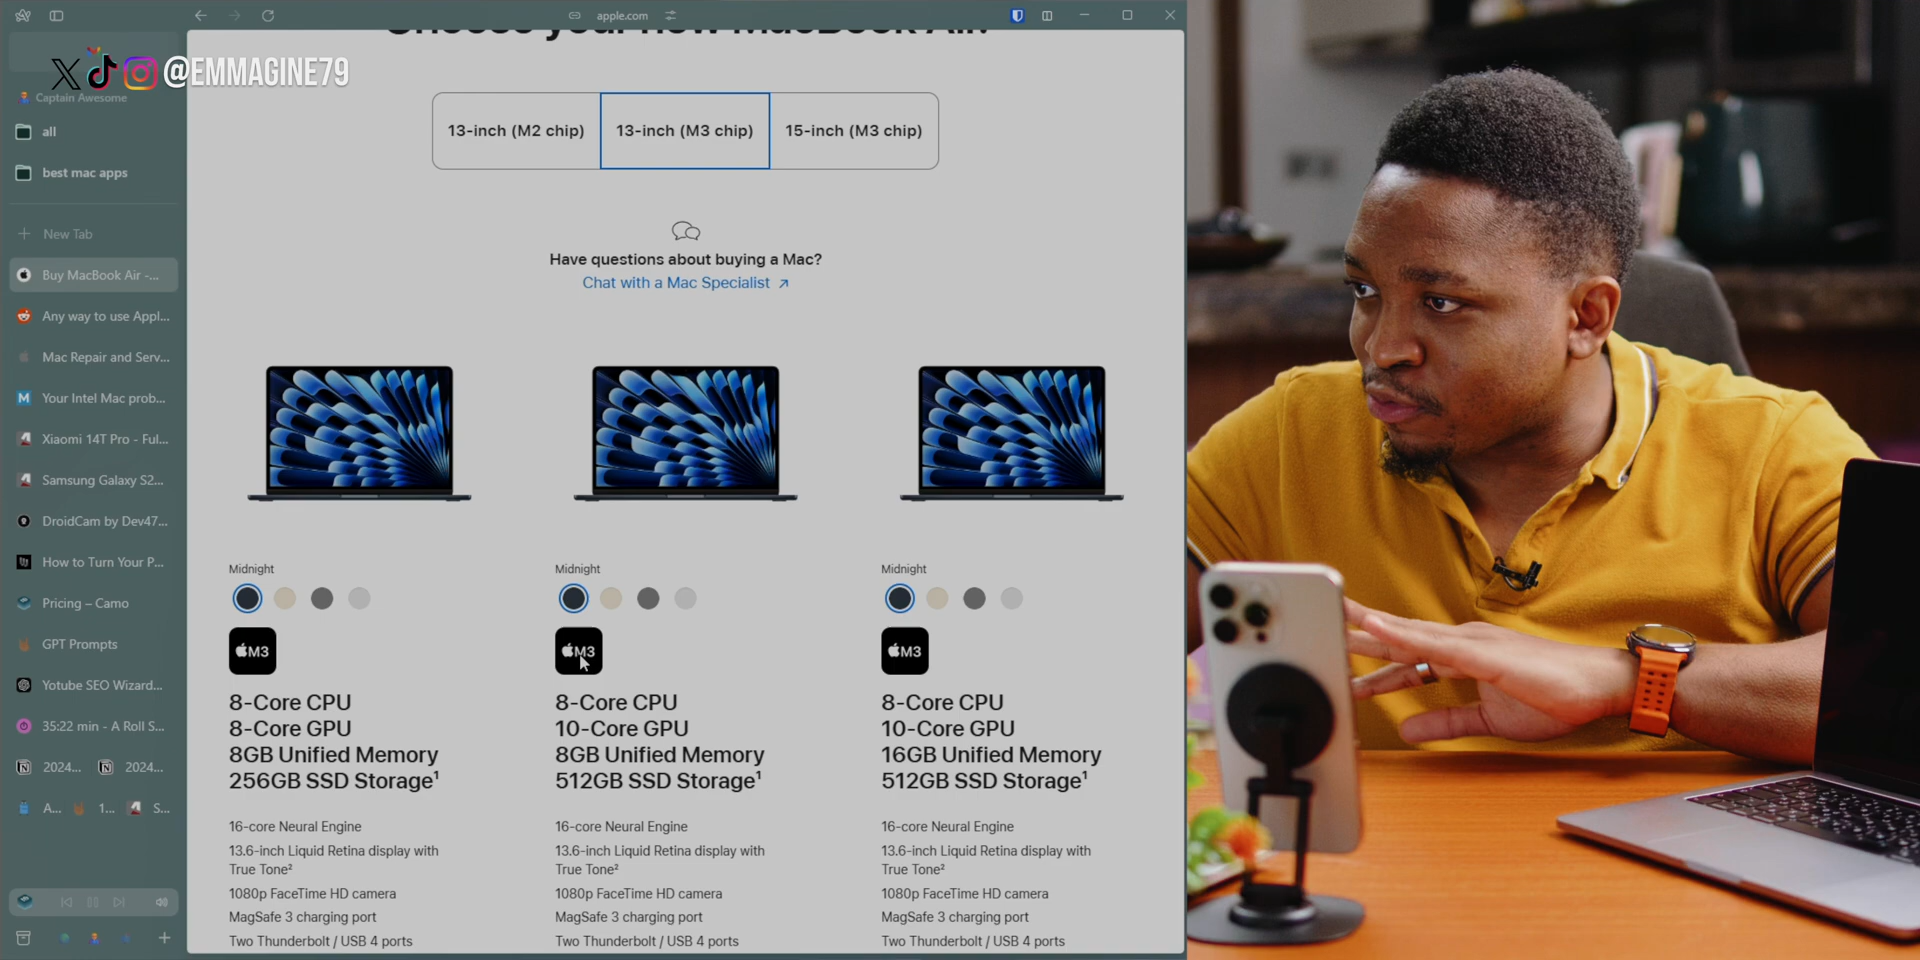 apple.com
Choose your new MacBook Air.
@EMMAGINE79
Captain Awesome
all
best mac apps
New Tab
Buy MacBook Air -...
Any way to use Appl...
Mac Repair and Serv...
Your Intel Mac prob...
Xiaomi 14T Pro - Ful...
Samsung Galaxy S2...
DroidCam by Dev47...
How to Turn Your P...
Pricing – Camo
GPT Prompts
Yotube SEO Wizard...
35:22 min - A Roll S...
2024... 2024...
A... 1... S...
13-inch (M2 chip) 13-inch (M3 chip) 15-inch (M3 chip)
Have questions about buying a Mac?
Chat with a Mac Specialist ↗
Midnight
M3
8-Core CPU
8-Core GPU
8GB Unified Memory
256GB SSD Storage¹
16-core Neural Engine
13.6-inch Liquid Retina display with
True Tone²
1080p FaceTime HD camera
MagSafe 3 charging port
Two Thunderbolt / USB 4 ports
Midnight
M3
8-Core CPU
10-Core GPU
8GB Unified Memory
512GB SSD Storage¹
16-core Neural Engine
13.6-inch Liquid Retina display with
True Tone²
1080p FaceTime HD camera
MagSafe 3 charging port
Two Thunderbolt / USB 4 ports
Midnight
M3
8-Core CPU
10-Core GPU
16GB Unified Memory
512GB SSD Storage¹
16-core Neural Engine
13.6-inch Liquid Retina display with
True Tone²
1080p FaceTime HD camera
MagSafe 3 charging port
Two Thunderbolt / USB 4 ports